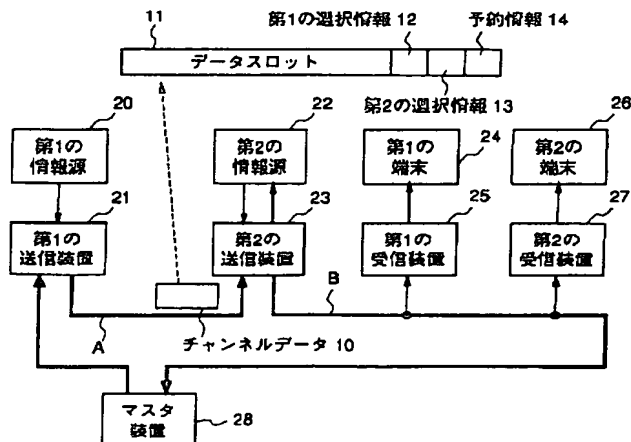 11
第1の選択情報 12
予約情報 14
データスロット
第2の選択情報 13
20
22
24
26
第1の
情報源
第2の
情報源
第1の
端末
第2の
端末
21
23
25
27
第1の
送信装置
第2の
送信装置
第1の
受信装置
第2の
受信装置
A
B
チャンネルデータ 10
マスタ
装置
28